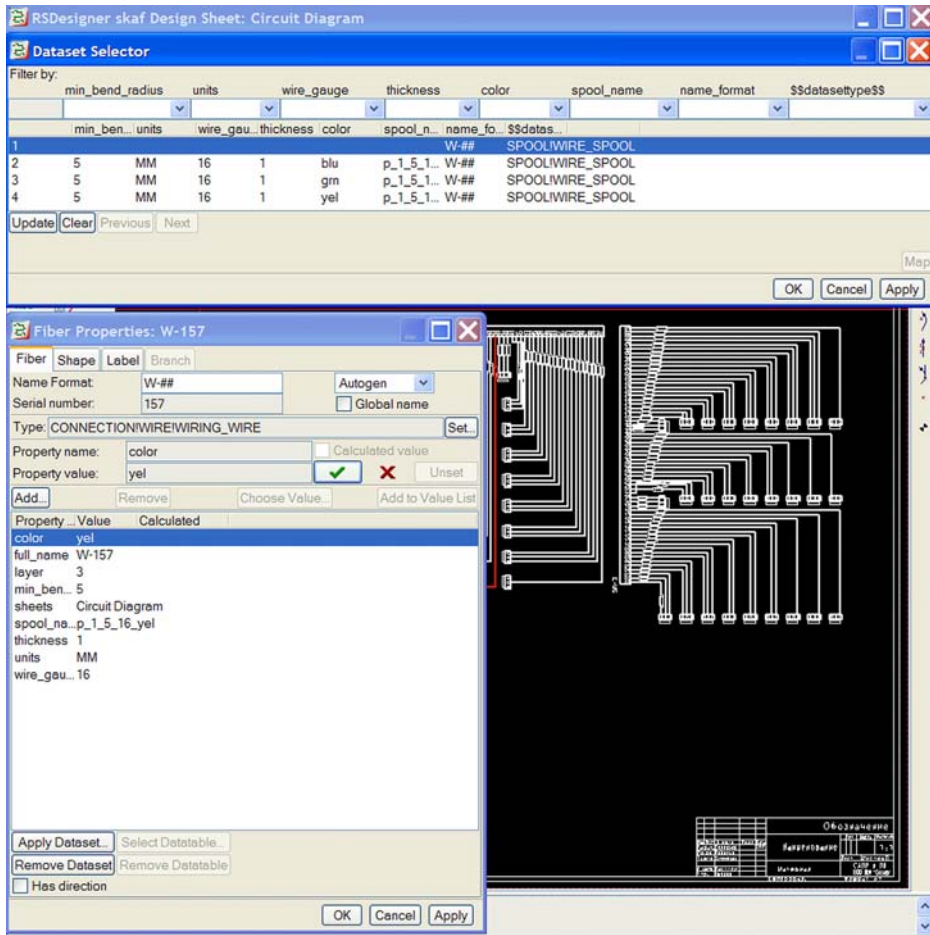 RSDesigner skaf Design Sheet: Circuit Diagram
Dataset Selector
Filter by:
min_bend_radius units wire_gauge thickness color spool_name name_format $$datasettype$$
min_ben... units wire_gau... thickness color spool_n... name_fo... $$datas...
1 W-## SPOOL!WIRE_SPOOL
2 5 MM 16 1 blu p_1_5_1... W-## SPOOL!WIRE_SPOOL
3 5 MM 16 1 grn p_1_5_1... W-## SPOOL!WIRE_SPOOL
4 5 MM 16 1 yel p_1_5_1... W-## SPOOL!WIRE_SPOOL
Update Clear Previous Next
Map
OK Cancel Apply
Fiber Properties: W-157
Fiber Shape Label Branch
Name Format: W-## Autogen
Serial number: 157 Global name
Type: CONNECTION!WIRE!WIRING_WIRE Set...
Property name: color Calculated value
Property value: yel Unset
Add... Remove Choose Value... Add to Value List
Property ... Value Calculated
color yel
full_name W-157
layer 3
min_ben... 5
sheets Circuit Diagram
spool_na... p_1_5_16_yel
thickness 1
units MM
wire_gau... 16
Apply Dataset... Select Datatable...
Remove Dataset Remove Datatable
Has direction
OK Cancel Apply
Обозначение
Наименование
Материал